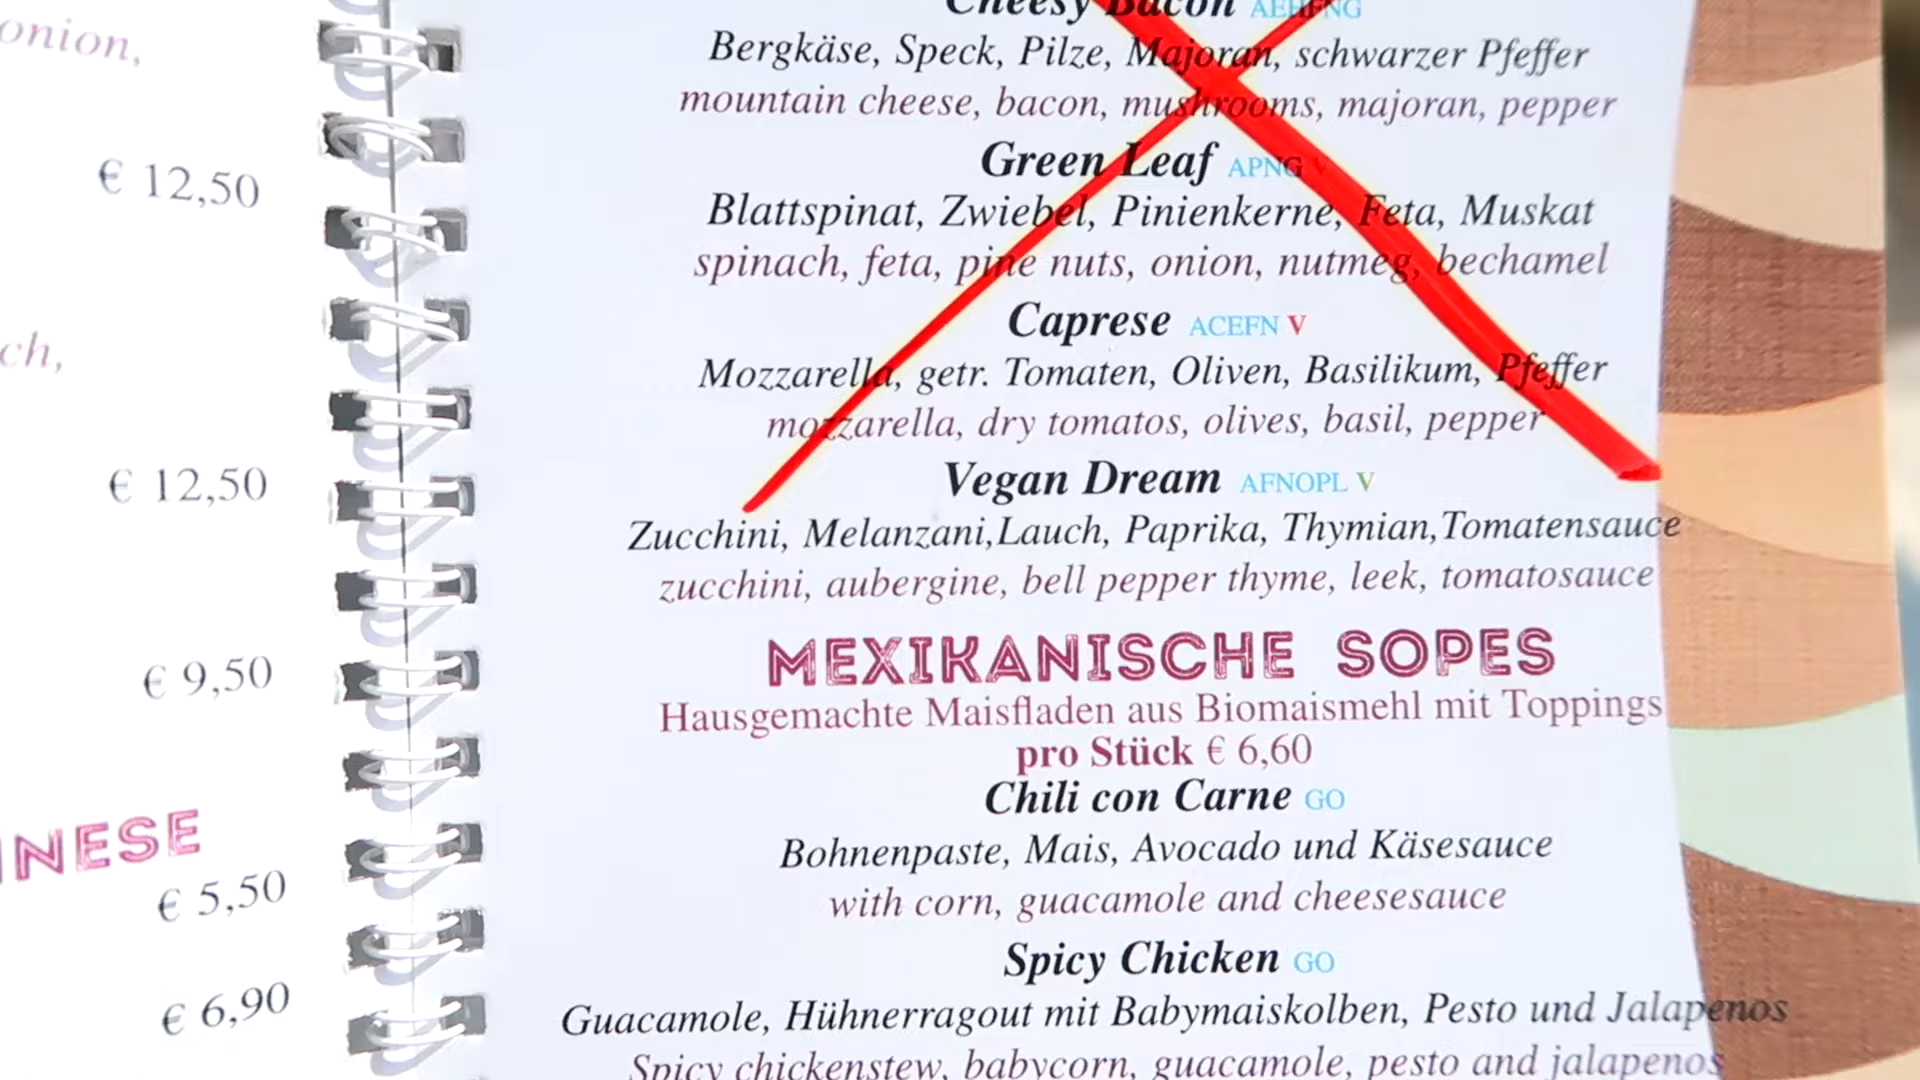 onion,
€ 12,50
ch,
€ 12,50
€ 9,50
NESE
€ 5,50
€ 6,90
Cheesy Bacon AEHFNG
Bergkäse, Speck, Pilze, Majoran, schwarzer Pfeffer
mountain cheese, bacon, mushrooms, majoran, pepper
Green Leaf APNG V
Blattspinat, Zwiebel, Pinienkerne, Feta, Muskat
spinach, feta, pine nuts, onion, nutmeg, bechamel
Caprese ACEFN V
Mozzarella, getr. Tomaten, Oliven, Basilikum, Pfeffer
mozzarella, dry tomatos, olives, basil, pepper
Vegan Dream AFNOPL V
Zucchini, Melanzani,Lauch, Paprika, Thymian,Tomatensauce
zucchini, aubergine, bell pepper thyme, leek, tomatosauce
MEXIKANISCHE SOPES
Hausgemachte Maisfladen aus Biomaismehl mit Toppings
pro Stück € 6,60
Chili con Carne GO
Bohnenpaste, Mais, Avocado und Käsesauce
with corn, guacamole and cheesesauce
Spicy Chicken GO
Guacamole, Hühnerragout mit Babymaiskolben, Pesto und Jalapenos
Spicy chickenstew, babycorn, guacamole, pesto and jalapenos